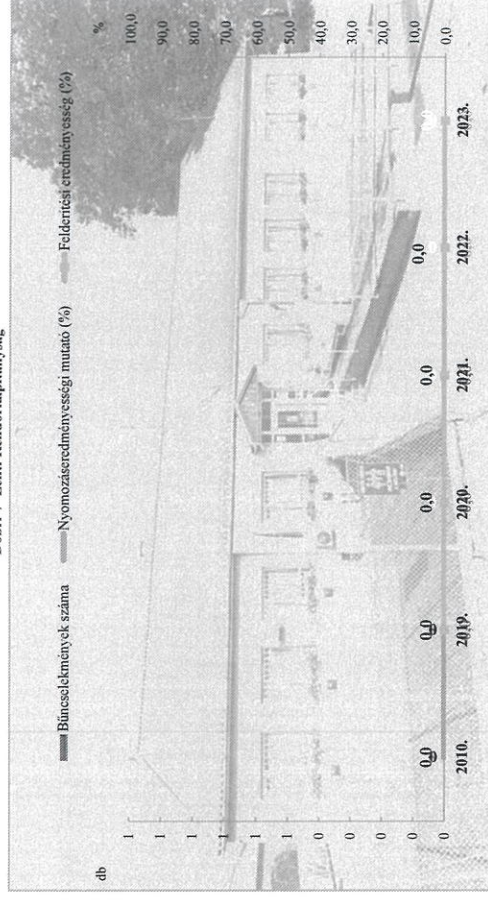 Bűncselekmények száma Nyomozáseredményességi mutató (%) Felderítési eredményesség (%)
db %
1 1 1 1 1 1 0 0 0 0 0
100,0
90,0
80,0
70,0
60,0
50,0
40,0
30,0
20,0
10,0
0,0
0,0 0,0 0,0 0,0 0,0
2010. 2019. 2020. 2021. 2022. 2023.